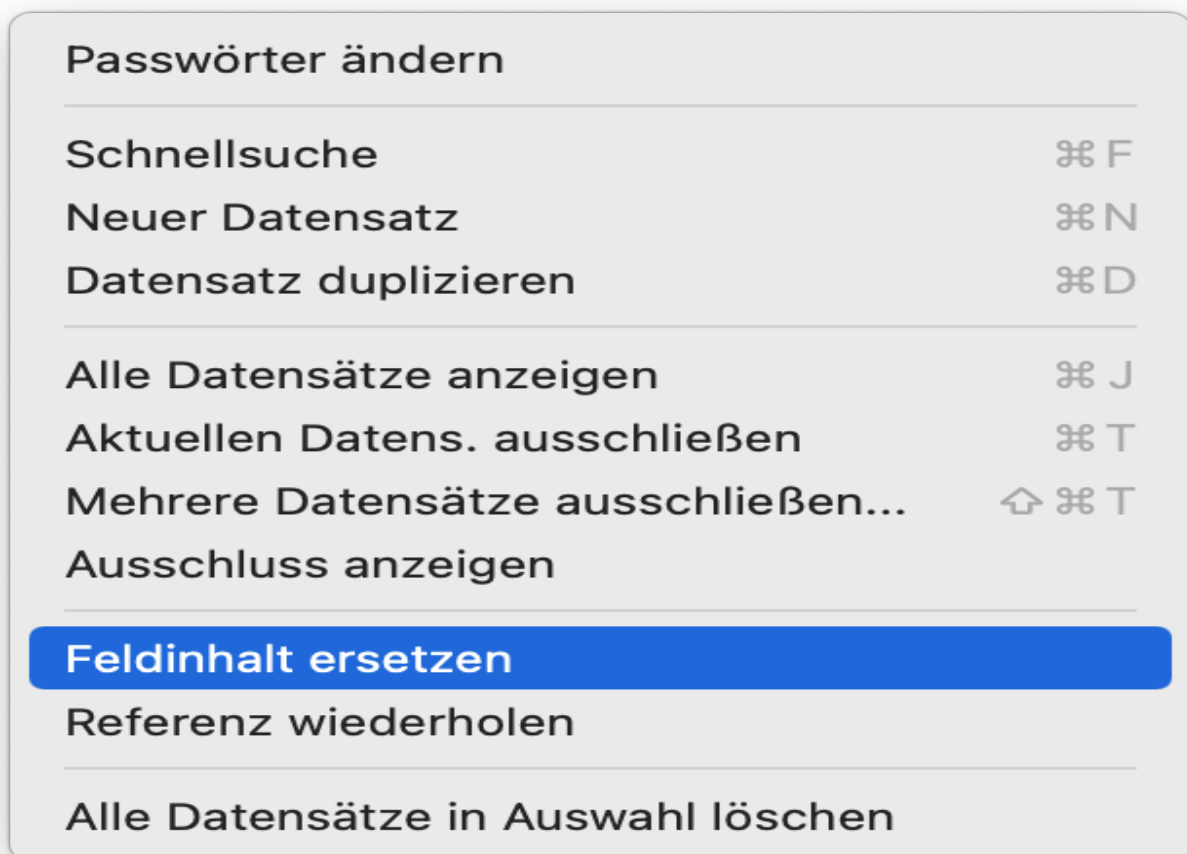 Passwörter ändern
Schnellsuche ⌘F
Neuer Datensatz ⌘N
Datensatz duplizieren ⌘D
Alle Datensätze anzeigen ⌘J
Aktuellen Datens. ausschließen ⌘T
Mehrere Datensätze ausschließen... ⇧⌘T
Ausschluss anzeigen
Feldinhalt ersetzen
Referenz wiederholen
Alle Datensätze in Auswahl löschen